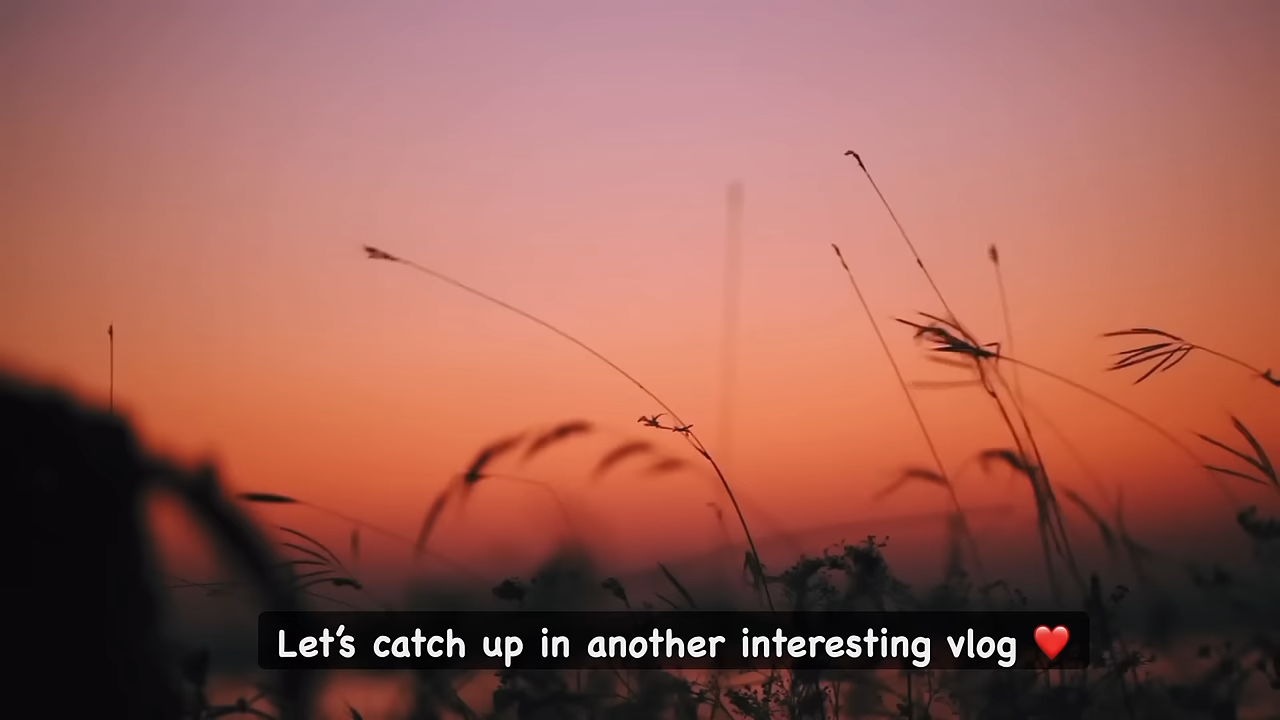 Let's catch up in another interesting vlog ❤️